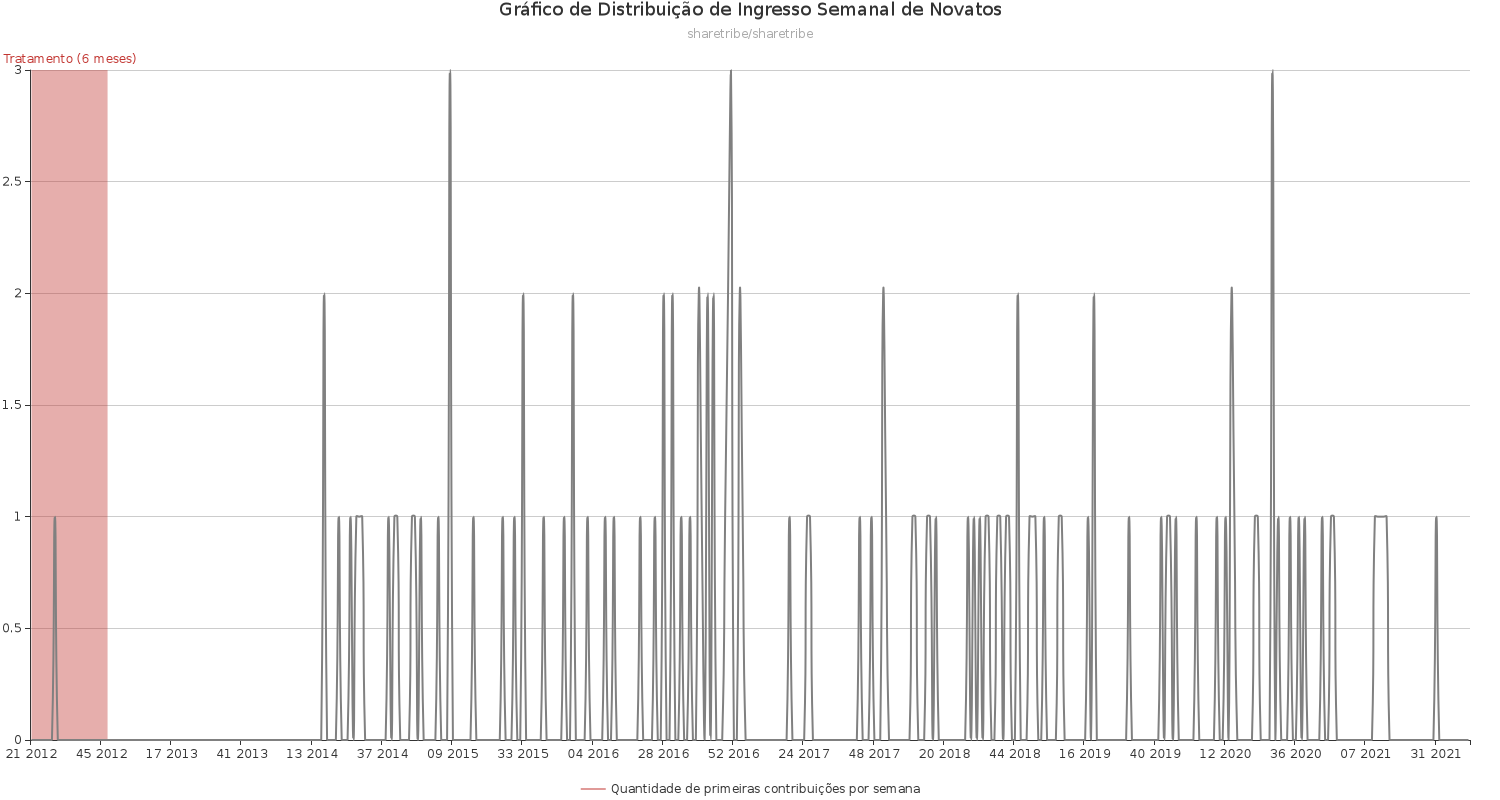 Gráfico de Distribuição de Ingresso Semanal de Novatos
sharetribe/sharetribe
Tratamento (6 meses)
3
2.5
2
1.5
1
0.5
0
21 2012 45 2012 17 2013 41 2013 13 2014 37 2014 09 2015 33 2015 04 2016 28 2016 52 2016 24 2017 48 2017 20 2018 44 2018 16 2019 40 2019 12 2020 36 2020 07 2021 31 2021
Quantidade de primeiras contribuições por semana